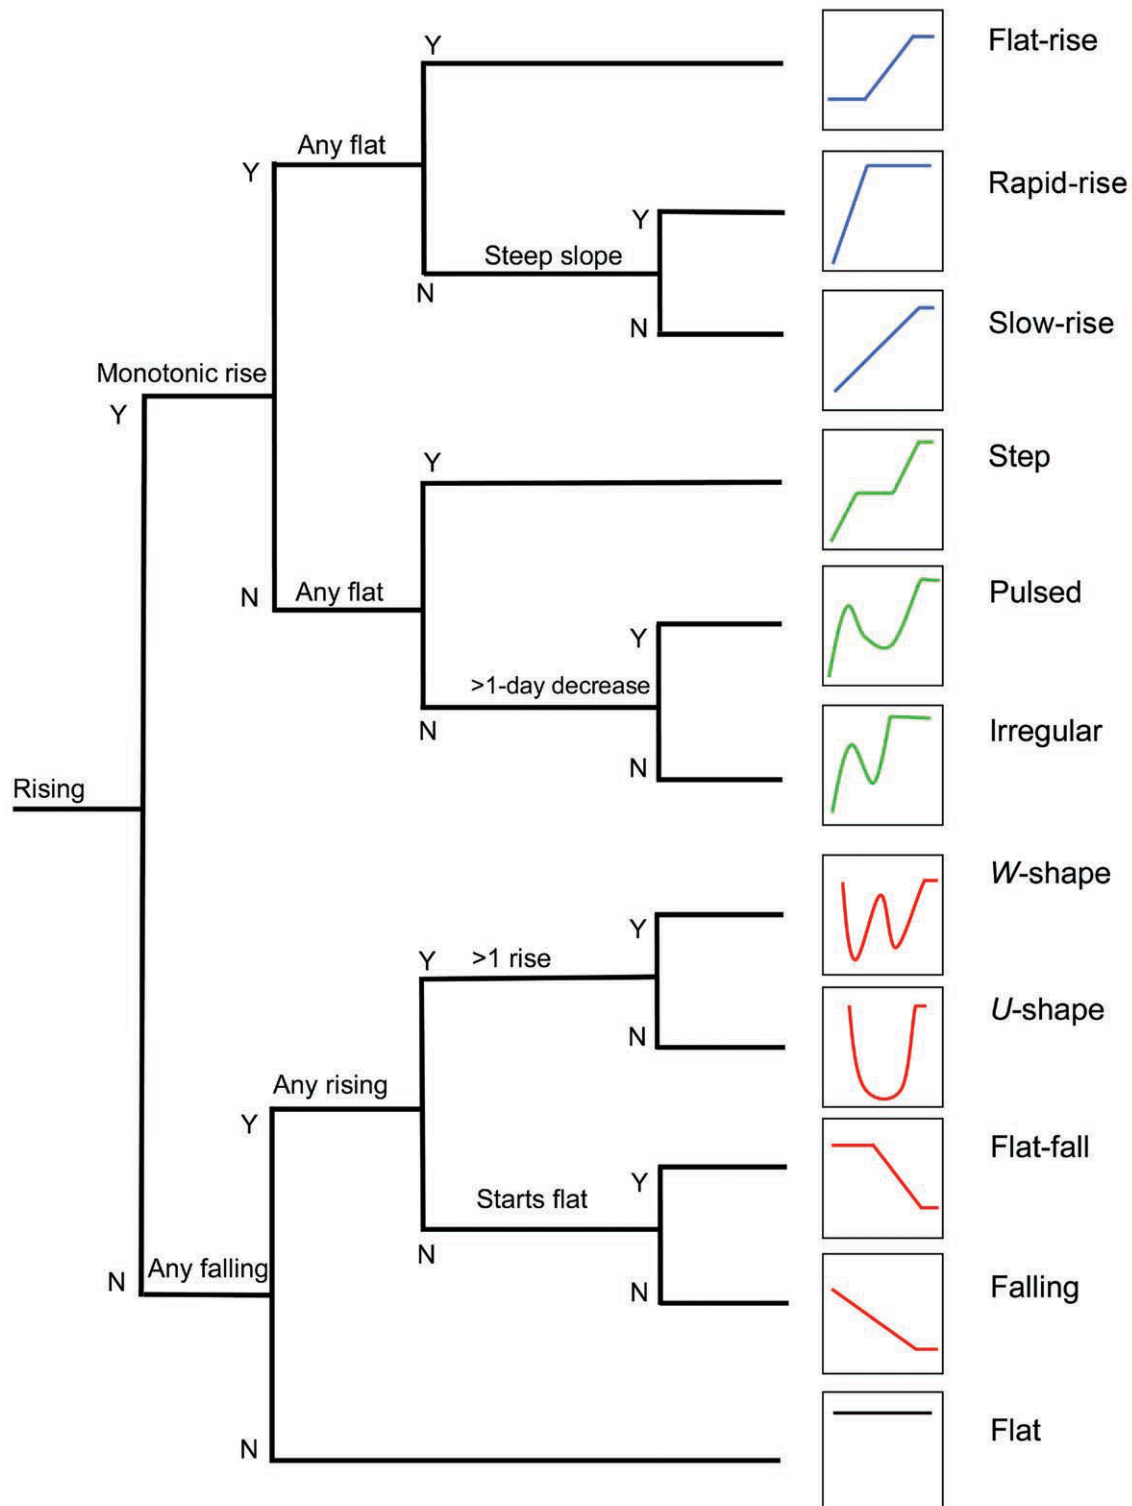 Y
Flat-rise
Any flat
Y
Rapid-rise
Y
Steep slope
N
N
Slow-rise
Monotonic rise
Y
Y
Step
N
Any flat
Pulsed
Y
>1-day decrease
N
Irregular
N
Rising
W-shape
Y
Y
>1 rise
U-shape
N
Any rising
Y
Flat-fall
Y
Starts flat
N
Any falling
N
Falling
N
Flat
N